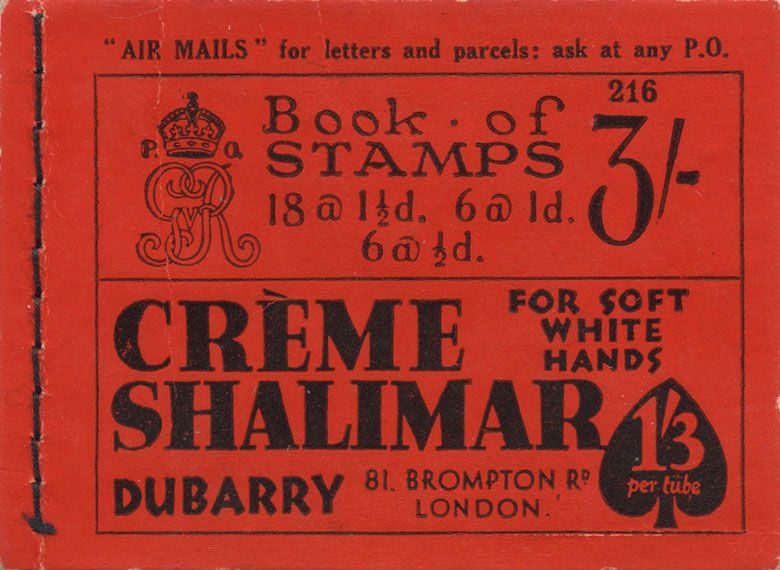 "AIR MAILS" for letters and parcels: ask at any P.O.
P. O.
GviR
Book · of
STAMPS
216
3/-
18 @ 1½d. 6 @ 1d.
6 @ ½d.
CRÈME
SHALIMAR
FOR SOFT
WHITE
HANDS
1/3
per tube
DUBARRY
81. BROMPTON RD
LONDON.